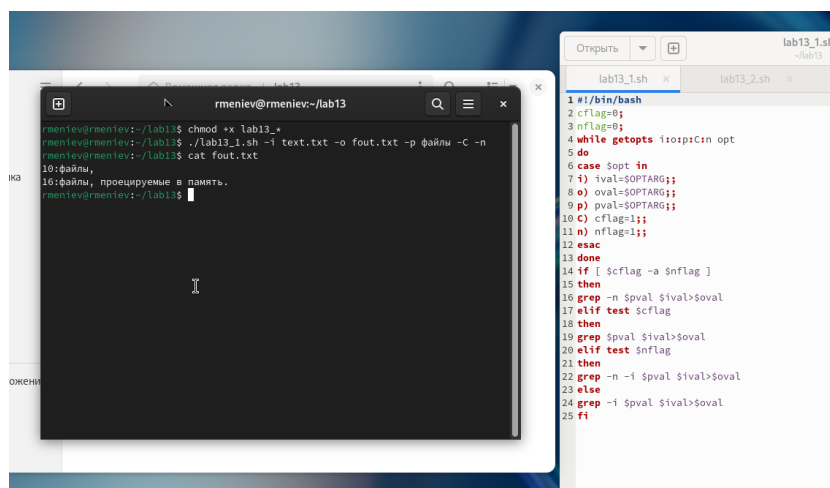 rmeniev@rmeniev:~/lab13
rmeniev@rmeniev:~/lab13$ chmod +x lab13_*
rmeniev@rmeniev:~/lab13$ ./lab13_1.sh -i text.txt -o fout.txt -p файлы -C -n
rmeniev@rmeniev:~/lab13$ cat fout.txt
10:файлы,
16:файлы, проецируемые в память.
rmeniev@rmeniev:~/lab13$
Открыть
lab13_1.s
~/lab13
lab13_1.sh × lab13_2.sh ×
1 #!/bin/bash
2 cflag=0;
3 nflag=0;
4 while getopts i:o:p:C:n opt
5 do
6 case $opt in
7 i) ival=$OPTARG;;
8 o) oval=$OPTARG;;
9 p) pval=$OPTARG;;
10 C) cflag=1;;
11 n) nflag=1;;
12 esac
13 done
14 if [ $cflag -a $nflag ]
15 then
16 grep -n $pval $ival>$oval
17 elif test $cflag
18 then
19 grep $pval $ival>$oval
20 elif test $nflag
21 then
22 grep -n -i $pval $ival>$oval
23 else
24 grep -i $pval $ival>$oval
25 fi